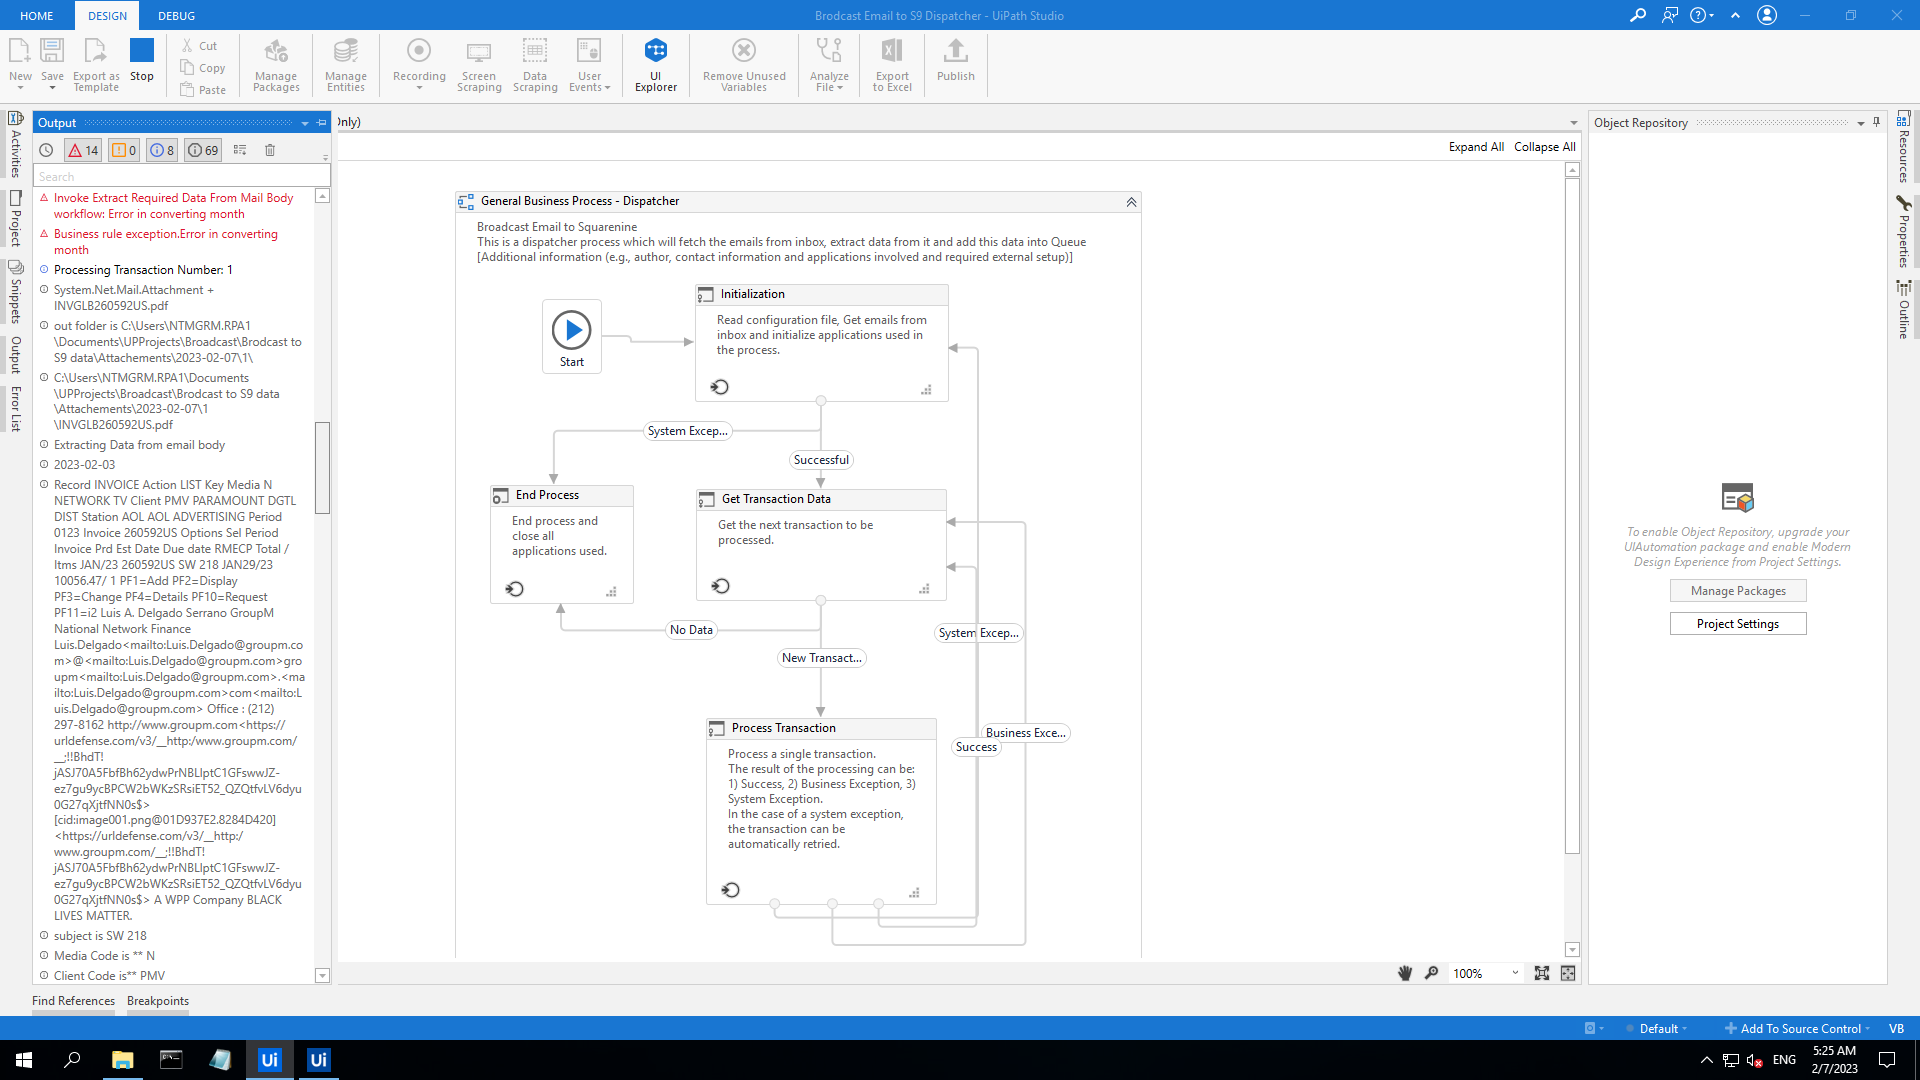 HOME
DESIGN
DEBUG
Brodcast Email to S9 Dispatcher - UiPath Studio
New
Save
Export as
Template
Stop
Cut
Copy
Paste
Manage
Packages
Manage
Entities
Recording
Screen
Scraping
Data
Scraping
User
Events
UI
Explorer
Remove Unused
Variables
Analyze
File
Export
to Excel
Publish
Activities
Project
Snippets
Output
Error List
Output
14
0
8
69
Search
Invoke Extract Required Data From Mail Body
workflow: Error in converting month
Business rule exception.Error in converting
month
Processing Transaction Number: 1
System.Net.Mail.Attachment +
INVGLB260592US.pdf
out folder is C:\Users\NTMGRM.RPA1
\Documents\UPProjects\Broadcast\Brodcast to
S9 data\Attachements\2023-02-07\1\
C:\Users\NTMGRM.RPA1\Documents
\UPProjects\Broadcast\Brodcast to S9 data
\Attachements\2023-02-07\1
\INVGLB260592US.pdf
Extracting Data from email body
2023-02-03
Record INVOICE Action LIST Key Media N
NETWORK TV Client PMV PARAMOUNT DGTL
DIST Station AOL AOL ADVERTISING Period
0123 Invoice 260592US Options Sel Period
Invoice Prd Est Date Due date RMECP Total /
Itms JAN/23 260592US SW 218 JAN29/23
10056.47/ 1 PF1=Add PF2=Display
PF3=Change PF4=Details PF10=Request
PF11=i2 Luis A. Delgado Serrano GroupM
National Network Finance
Luis.Delgado<mailto:Luis.Delgado@groupm.co
m>@<mailto:Luis.Delgado@groupm.com>gro
upm<mailto:Luis.Delgado@groupm.com>.<ma
ilto:Luis.Delgado@groupm.com>com<mailto:L
uis.Delgado@groupm.com> Office : (212)
297-8162 http://www.groupm.com<https://
urldefense.com/v3/__http:/www.groupm.com/
__;!!BhdT!
jASJ70A5FbfBh62ydwPrNBLlptC1GFswwJZ-
ez7gu9ycBPCW2bWKzSRsiET52_QZQtfvLV6dyu
0G27qXjtfNN0s$>
[cid:image001.png@01D937E2.8284D420]
<https://urldefense.com/v3/__http:/
www.groupm.com/__;!!BhdT!
jASJ70A5FbfBh62ydwPrNBLlptC1GFswwJZ-
ez7gu9ycBPCW2bWKzSRsiET52_QZQtfvLV6dyu
0G27qXjtfNN0s$> A WPP Company BLACK
LIVES MATTER.
subject is SW 218
Media Code is ** N
Client Code is** PMV
Find References
Breakpoints
Only)
Expand All
Collapse All
General Business Process - Dispatcher
Broadcast Email to Squarenine
This is a dispatcher process which will fetch the emails from inbox, extract data from it and add this data into Queue
[Additional information (e.g., author, contact information and applications involved and required external setup)]
Start
Initialization
Read configuration file, Get emails from
inbox and initialize applications used in
the process.
System Excep...
Successful
End Process
End process and
close all
applications used.
Get Transaction Data
Get the next transaction to be
processed.
No Data
System Excep...
New Transact...
Process Transaction
Process a single transaction.
The result of the processing can be:
1) Success, 2) Business Exception, 3)
System Exception.
In the case of a system exception,
the transaction can be
automatically retried.
Business Exce...
Success
100%
Object Repository
To enable Object Repository, upgrade your
UIAutomation package and enable Modern
Design Experience from Project Settings.
Manage Packages
Project Settings
Resources
Properties
Outline
Default
Add To Source Control
VB
Ui
Ui
ENG
5:25 AM
2/7/2023